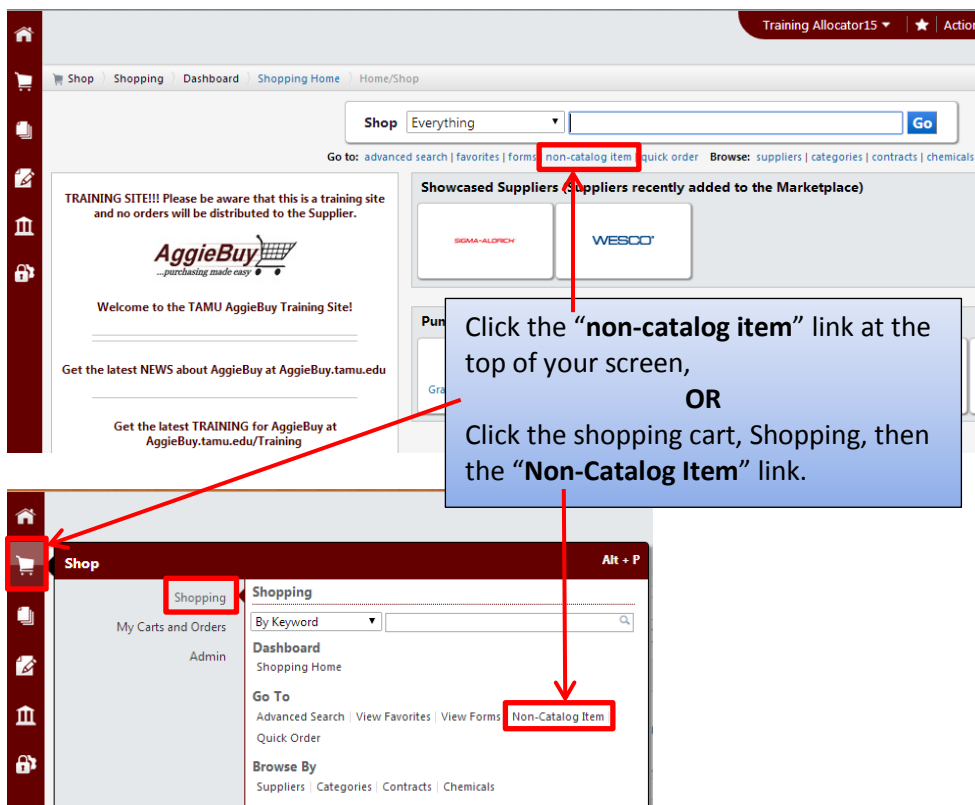 Training Allocator15 ▼ | ★ | Action
Shop Shopping Dashboard Shopping Home Home/Shop
Shop Everything Go
Go to: advanced search | favorites | forms | non-catalog item | quick order Browse: suppliers | categories | contracts | chemicals
TRAINING SITE!!! Please be aware that this is a training site
and no orders will be distributed to the Supplier.
AggieBuy
...purchasing made easy
Welcome to the TAMU AggieBuy Training Site!
Get the latest NEWS about AggieBuy at AggieBuy.tamu.edu
Get the latest TRAINING for AggieBuy at
AggieBuy.tamu.edu/Training
Showcased Suppliers (Suppliers recently added to the Marketplace)
SIGMA-ALDRICH
WESCO
Pun
Gra
Click the “non-catalog item” link at the
top of your screen,
OR
Click the shopping cart, Shopping, then
the “Non-Catalog Item” link.
Shop Alt + P
Shopping
My Carts and Orders
Admin
Shopping
By Keyword
Dashboard
Shopping Home
Go To
Advanced Search | View Favorites | View Forms | Non-Catalog Item
Quick Order
Browse By
Suppliers | Categories | Contracts | Chemicals